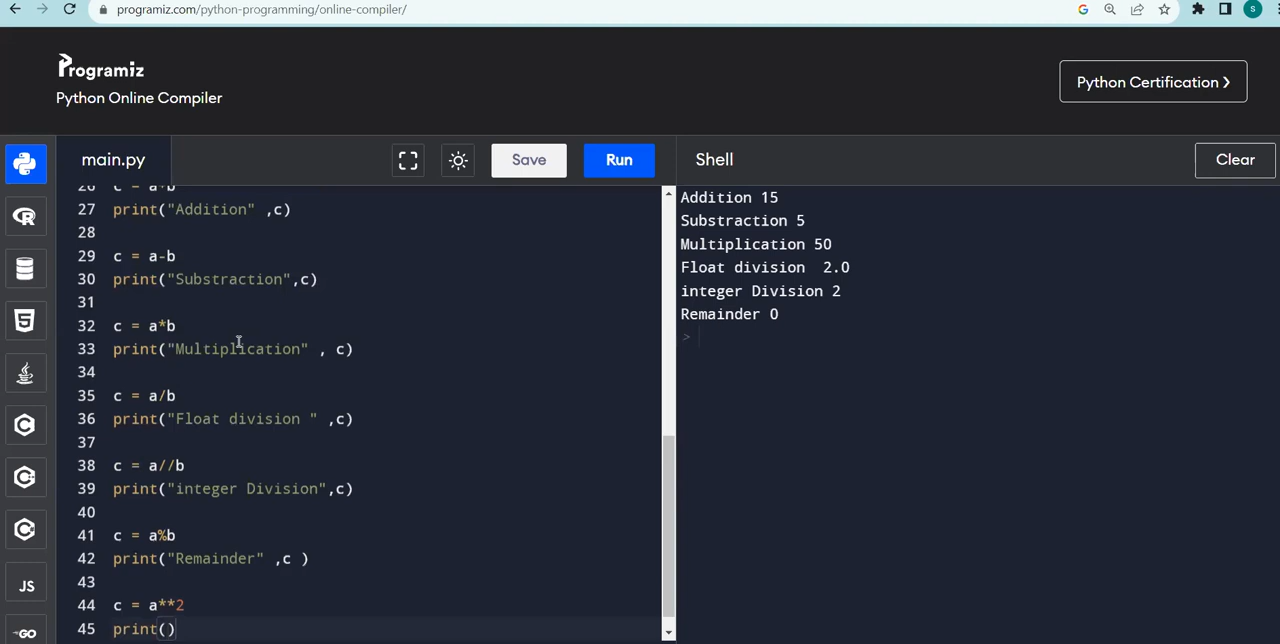 programiz.com/python-programming/online-compiler/
S
Programiz
Python Online Compiler
Python Certification ❯
main.py
Save
Run
Shell
Clear
26 c = a+b
27 print("Addition" ,c)
28
29 c = a-b
30 print("Substraction",c)
31
32 c = a*b
33 print("Multiplication" , c)
34
35 c = a/b
36 print("Float division " ,c)
37
38 c = a//b
39 print("integer Division",c)
40
41 c = a%b
42 print("Remainder" ,c )
43
44 c = a**2
45 print()
Addition 15
Substraction 5
Multiplication 50
Float division  2.0
integer Division 2
Remainder 0
>
R
5
C
C
C
JS
GO